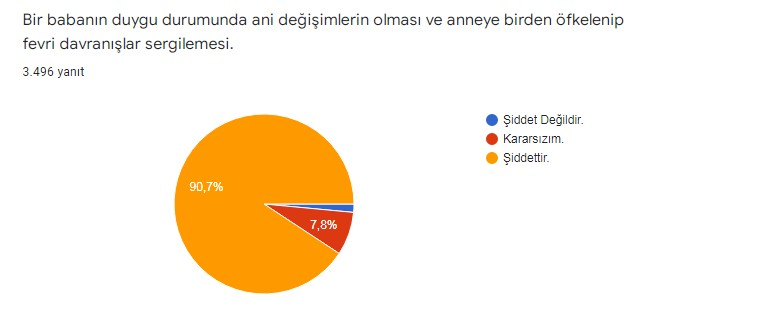 Bir babanın duygu durumunda ani değişimlerin olması ve anneye birden öfkelenip
fevri davranışlar sergilemesi.
3.496 yanıt
Şiddet Değildir.
Kararsızım.
Şiddettir.
90,7%
7,8%